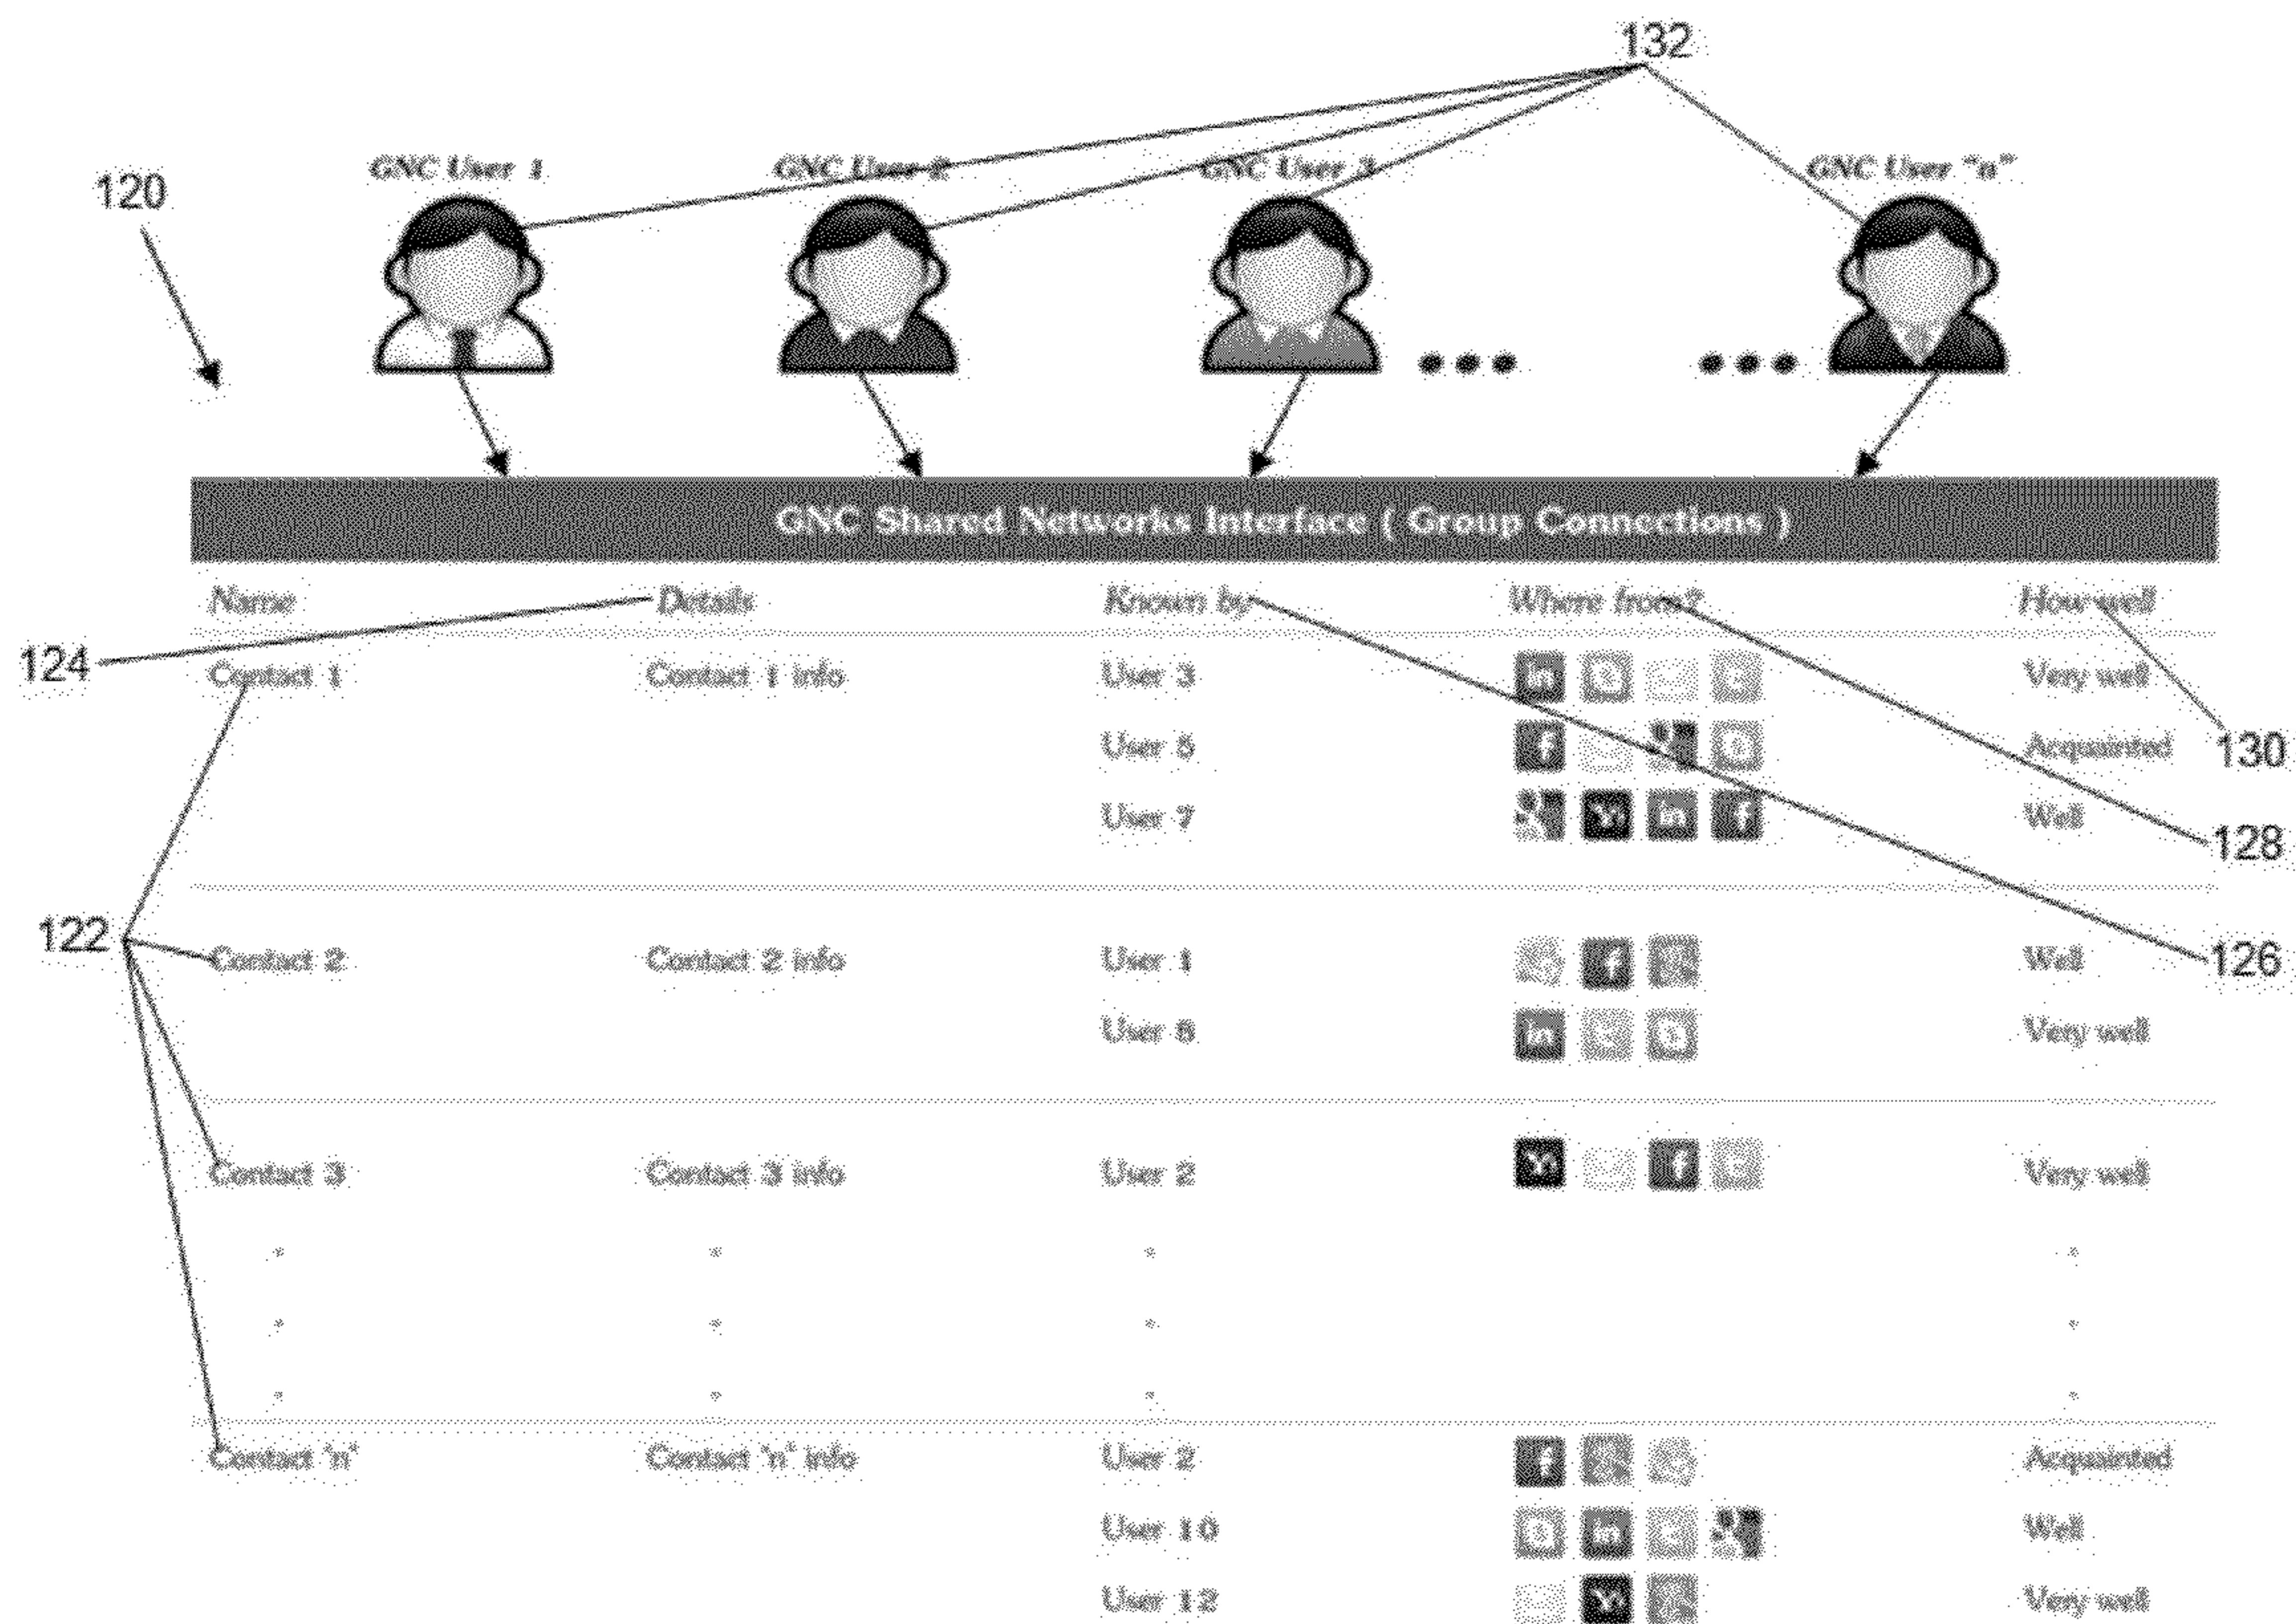 132
120
GNC User 1 GNC User 2 GNC User 3 GNC User "n"
GNC Shared Networks Interface ( Group Connections )
Name Details Known by Where from? How well
124
Contact 1 Contact 1 info User 3 in Very well
User 5 f Acquainted
130
User 7 in f Well
128
122
Contact 2 Contact 2 info User 1 f Well
126
User in Very well
Contact 3 Contact 3 info User 2 f Very well
Contact 'n' Contact 'n' info User 2 f Acquainted
User 10 in Well
User 12 Very well